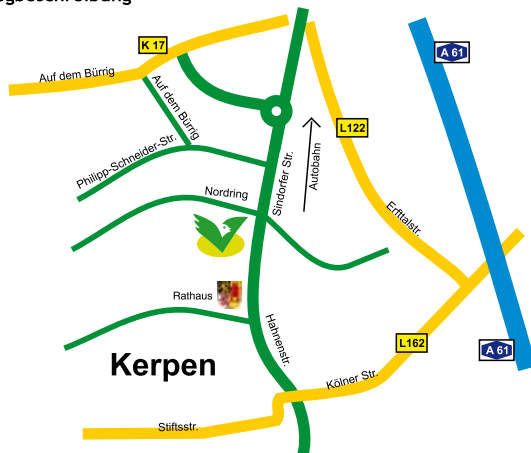 K 17
A 61
Auf dem Bürrig
Auf dem Bürrig
L122
Philipp-Schneider-Str.
Autobahn
Sindorfer Str.
Nordring
Erfttalstr.
Rathaus
Hahnenstr.
L162
A 61
Kerpen
Kölner Str.
Stiftsstr.